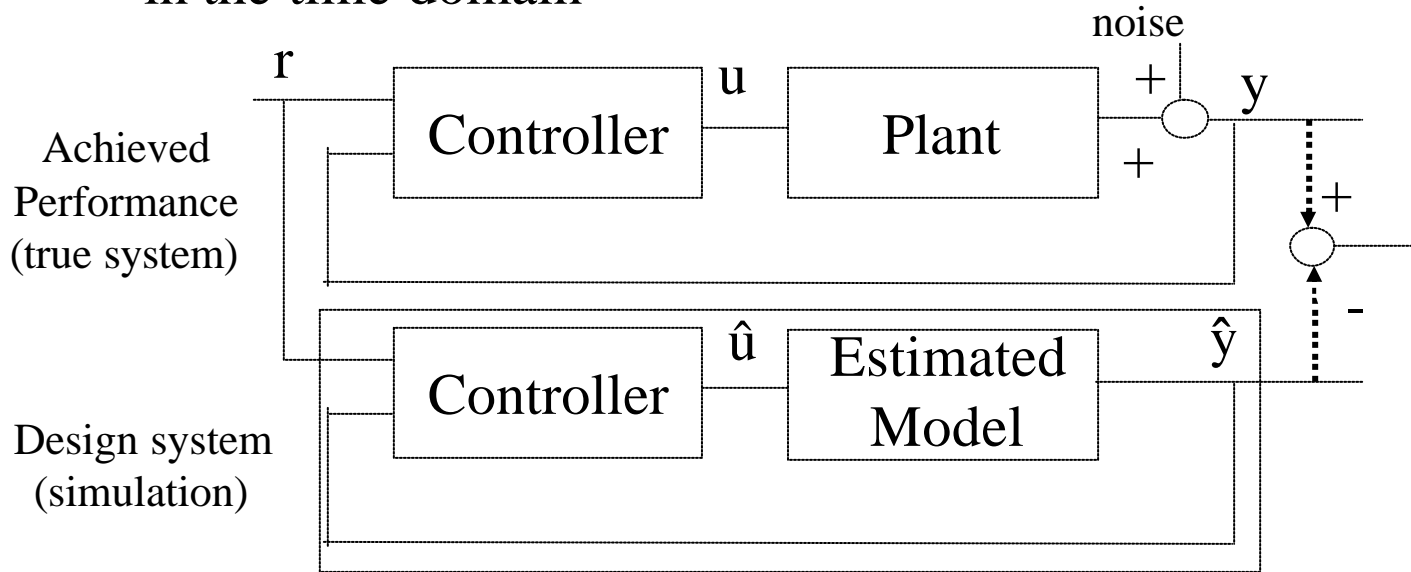 in the time domain
noise
r
u
+
y
Controller
Plant
+
+
Achieved
Performance
(true system)
-
û
ŷ
Controller
Estimated
Model
Design system
(simulation)